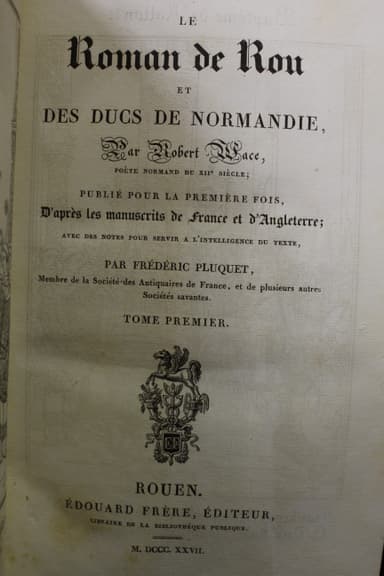 LE
Roman de Rou
ET
DES DUCS DE NORMANDIE,
Par Robert Wace,
POÈTE NORMAND DU XIIe SIÈCLE;
PUBLIÉ POUR LA PREMIÈRE FOIS,
D'après les manuscrits de France et d'Angleterre;
AVEC DES NOTES POUR SERVIR A L'INTELLIGENCE DU TEXTE,
PAR FRÉDÉRIC PLUQUET,
Membre de la Société des Antiquaires de France, et de plusieurs autres
Sociétés savantes.
TOME PREMIER.
ROUEN.
ÉDOUARD FRÈRE, ÉDITEUR,
LIBRAIRE DE LA BIBLIOTHÈQUE PUBLIQUE.
M. DCCC. XXVII.